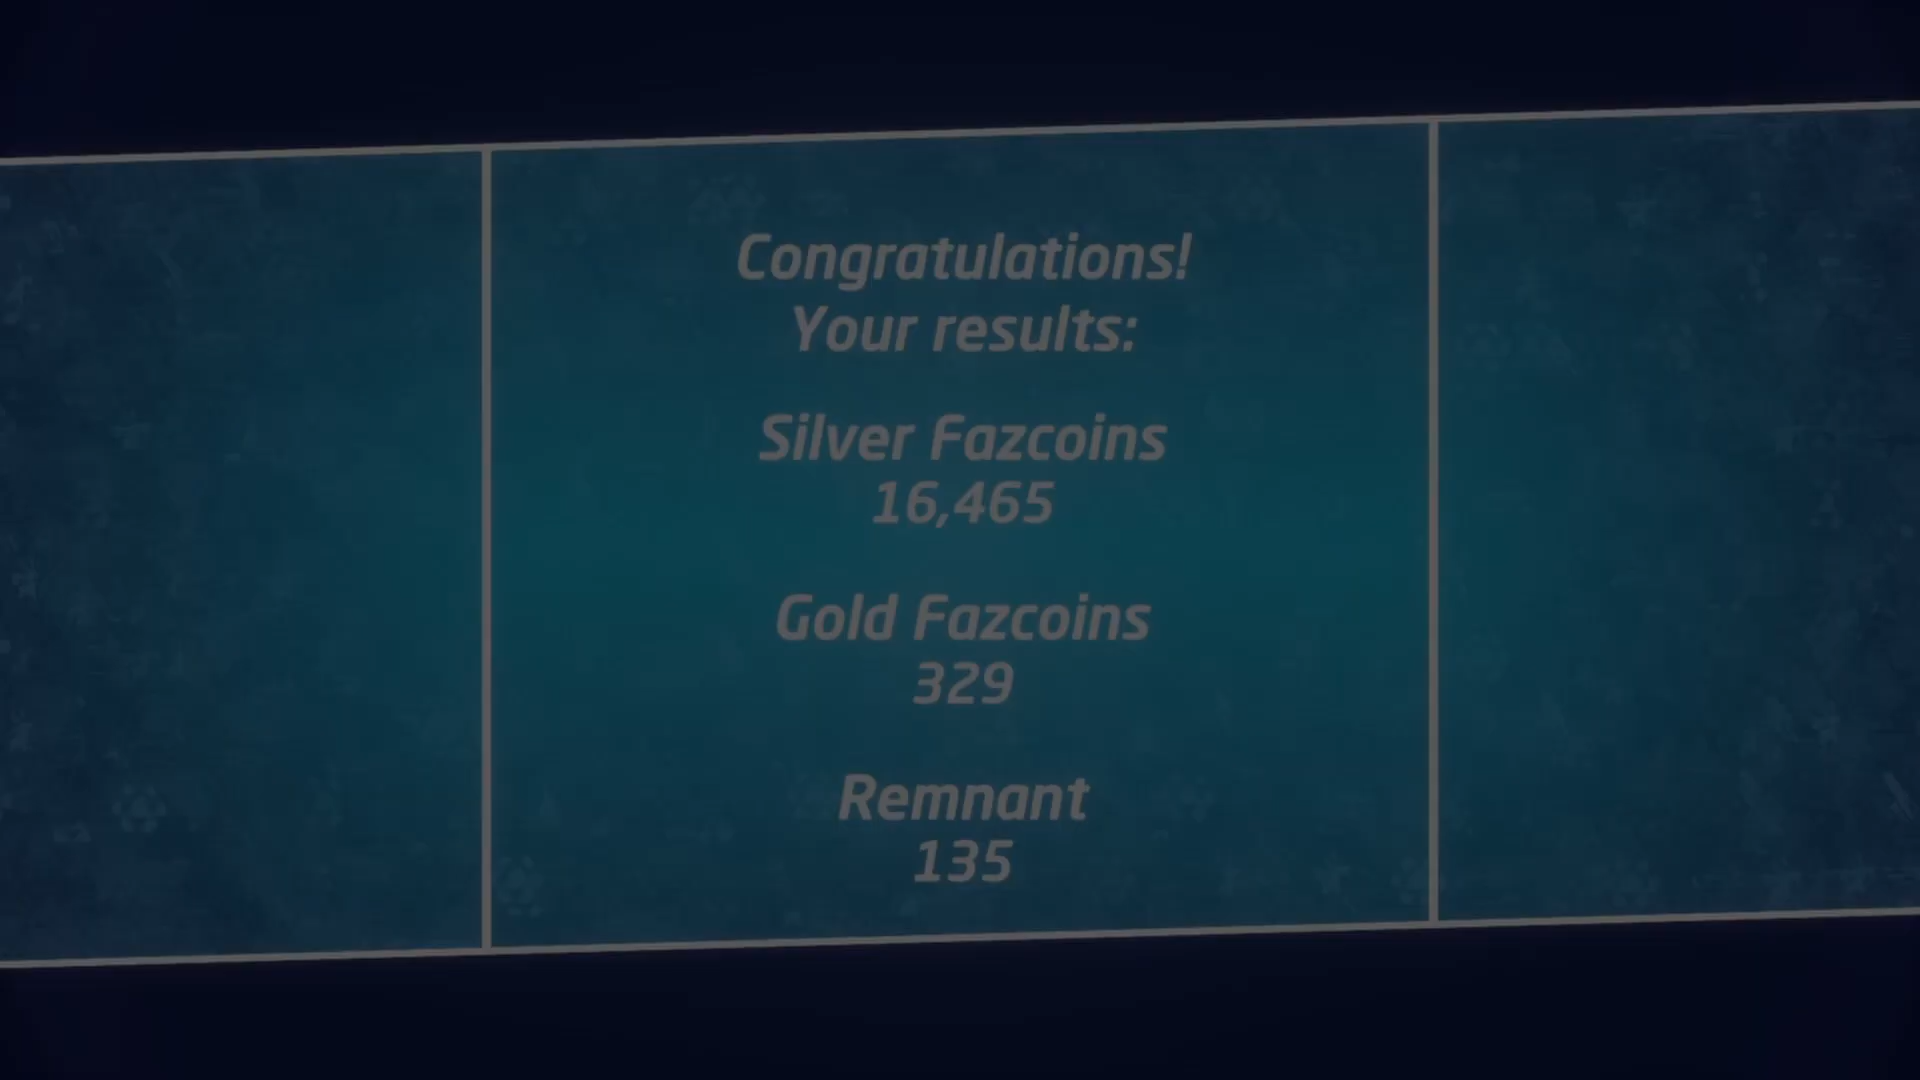 Congratulations!
Your results:
Silver Fazcoins
16,465
Gold Fazcoins
329
Remnant
135